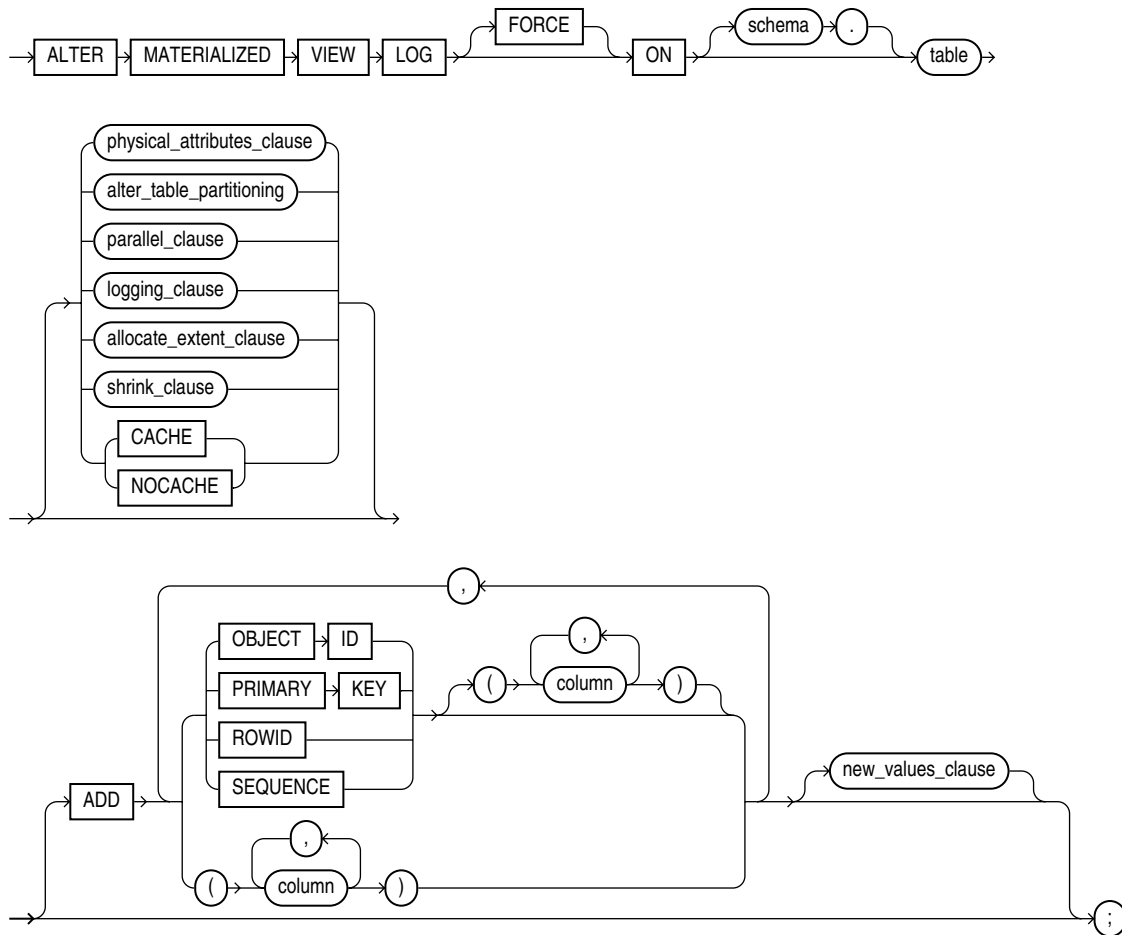 FORCE schema .
ALTER MATERIALIZED VIEW LOG ON table
physical_attributes_clause
alter_table_partitioning
parallel_clause
logging_clause
allocate_extent_clause
shrink_clause
CACHE
NOCACHE
,
OBJECT ID ,
PRIMARY KEY ( column )
ROWID
SEQUENCE new_values_clause
ADD
,
( column )
;